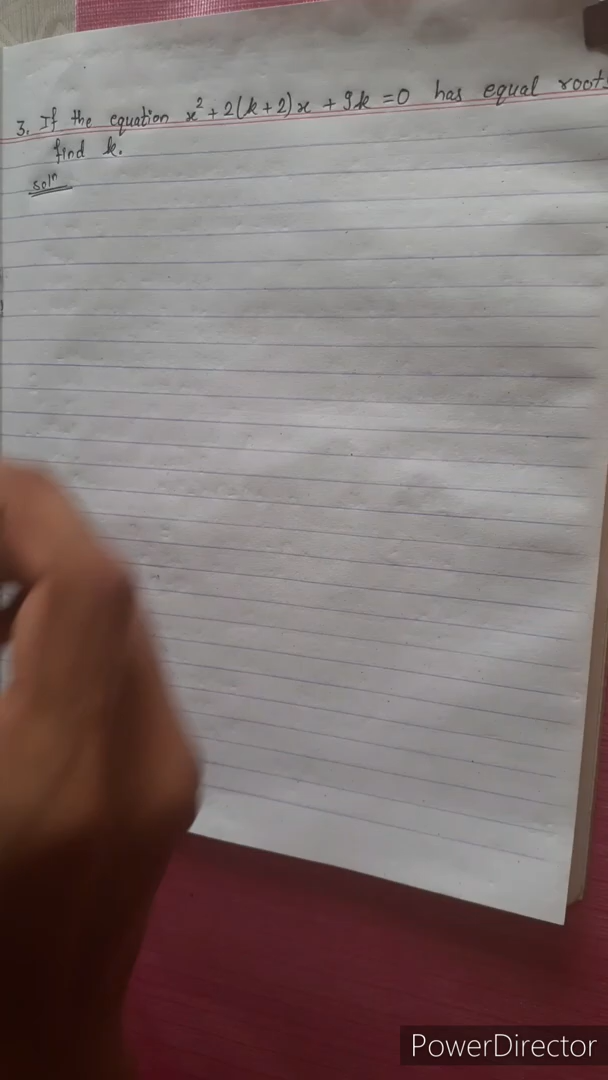 3. If the equation x² + 2(k+2)x + 9k = 0 has equal roots
find k.
soln
PowerDirector